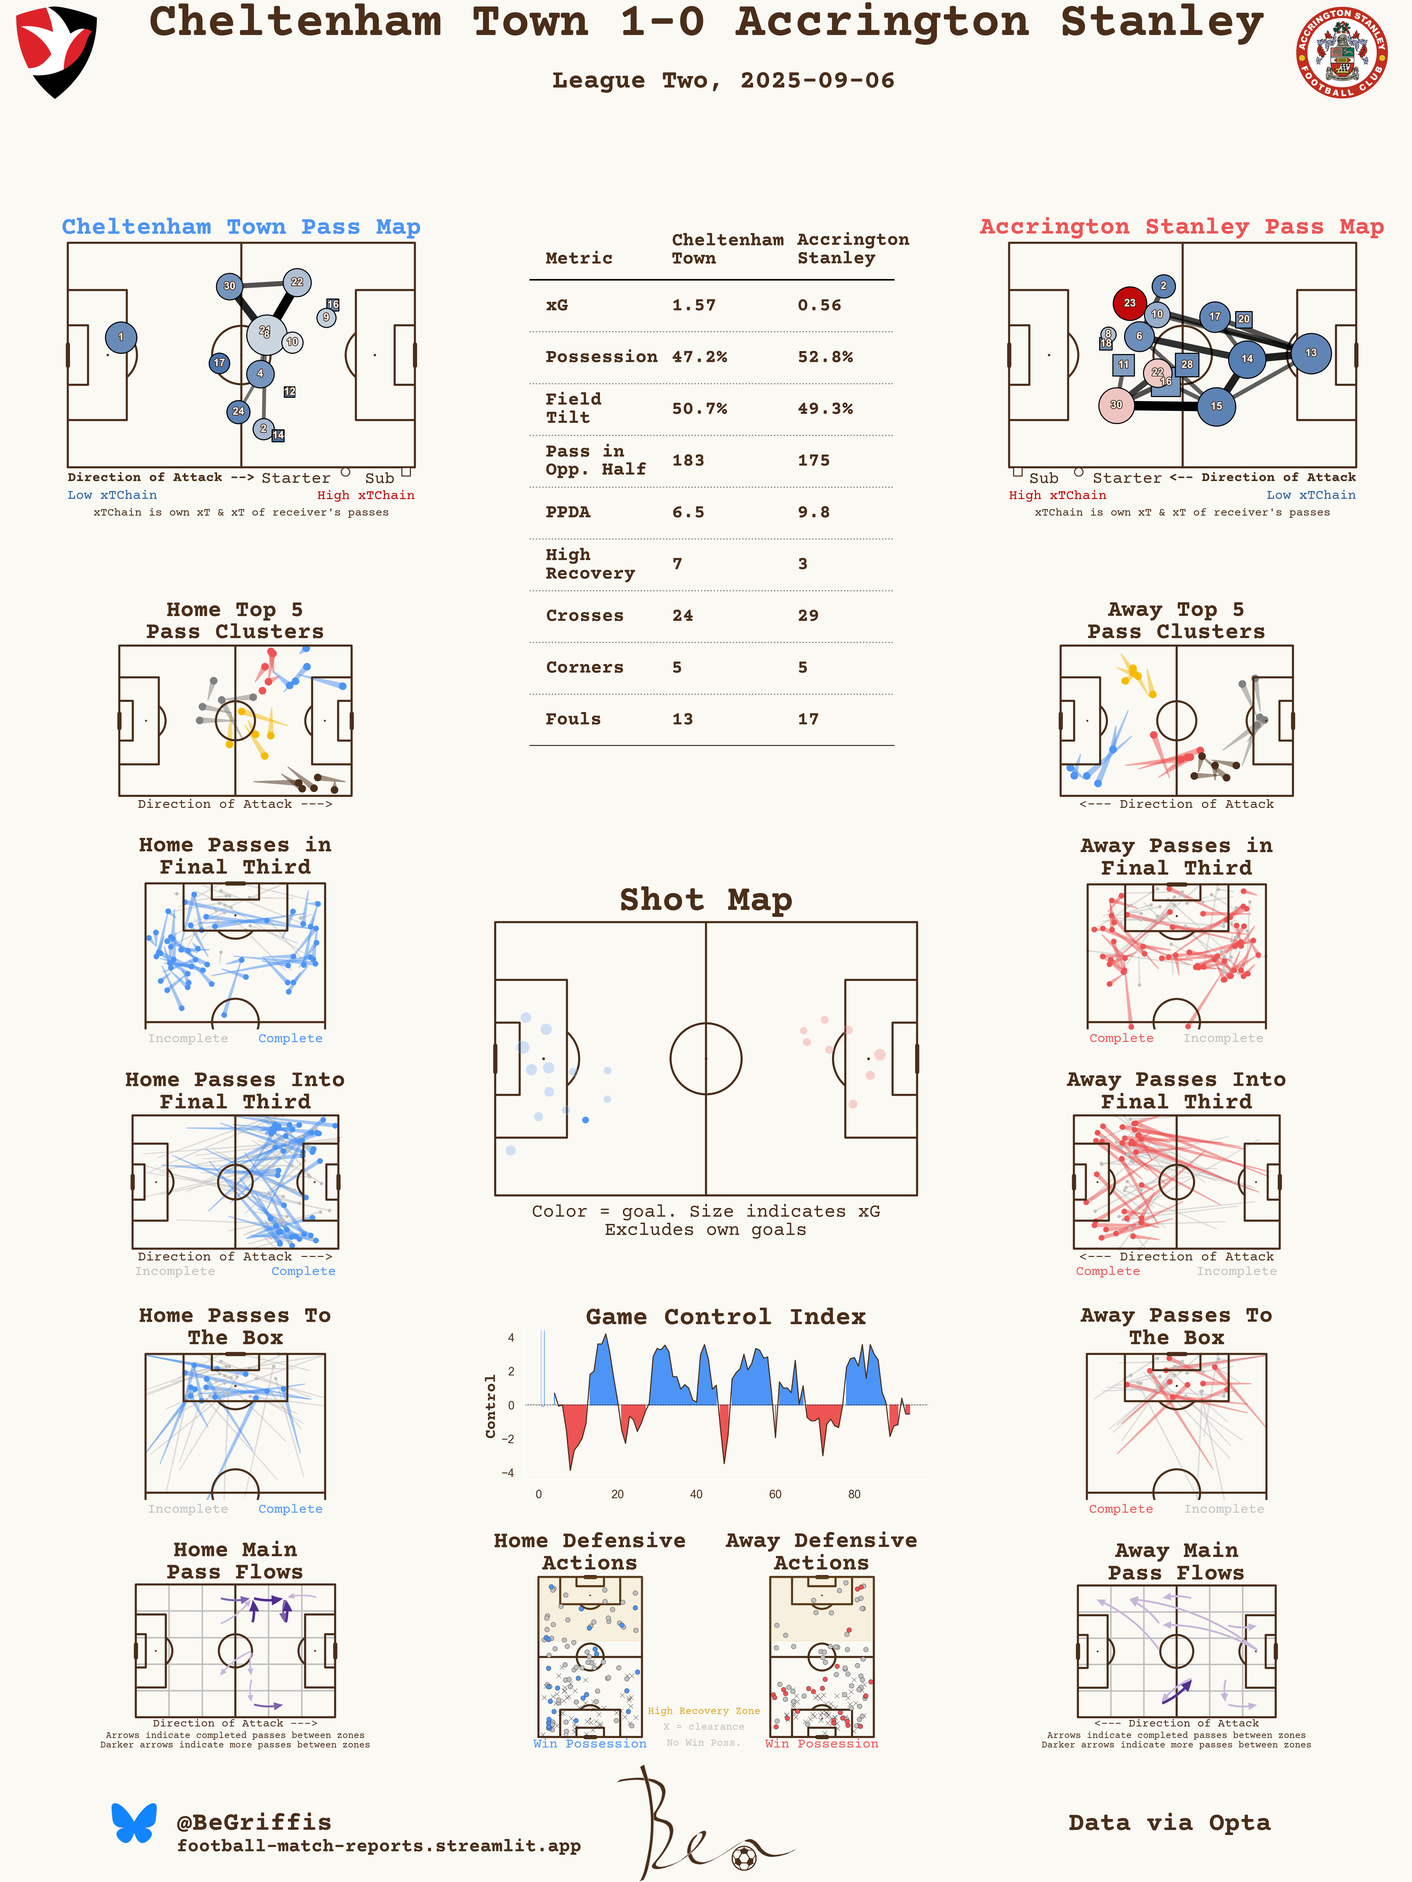 Cheltenham Town 1-0 Accrington Stanley
League Two, 2025-09-06
ACCRINGTON STANLEY
FOOTBALL CLUB
Cheltenham Town Pass Map
30
22
16
9
21
8
10
1
17
4
12
24
2
14
Direction of Attack --> Starter Sub
Low xTChain High xTChain
xTChain is own xT & xT of receiver's passes
Metric Cheltenham Town Accrington Stanley
xG 1.57 0.56
Possession 47.2% 52.8%
Field Tilt 50.7% 49.3%
Pass in Opp. Half 183 175
PPDA 6.5 9.8
High Recovery 7 3
Crosses 24 29
Corners 5 5
Fouls 13 17
Accrington Stanley Pass Map
2
23
10
17
20
8
18
6
13
14
11
28
22
16
30
15
Sub Starter <-- Direction of Attack
High xTChain Low xTChain
xTChain is own xT & xT of receiver's passes
Home Top 5
Pass Clusters
Direction of Attack --->
Away Top 5
Pass Clusters
<--- Direction of Attack
Home Passes in
Final Third
Incomplete Complete
Away Passes in
Final Third
Complete Incomplete
Shot Map
Color = goal. Size indicates xG
Excludes own goals
Home Passes Into
Final Third
Direction of Attack --->
Incomplete Complete
Away Passes Into
Final Third
<--- Direction of Attack
Complete Incomplete
Home Passes To
The Box
Incomplete Complete
Game Control Index
Control
4
2
0
−2
−4
0 20 40 60 80
Away Passes To
The Box
Complete Incomplete
Home Main
Pass Flows
Direction of Attack --->
Arrows indicate completed passes between zones
Darker arrows indicate more passes between zones
Home Defensive
Actions
Away Defensive
Actions
High Recovery Zone
X = clearance
No Win Poss.
Win Possession
Win Possession
Away Main
Pass Flows
<--- Direction of Attack
Arrows indicate completed passes between zones
Darker arrows indicate more passes between zones
@BeGriffis
football-match-reports.streamlit.app
Ben
Data via Opta